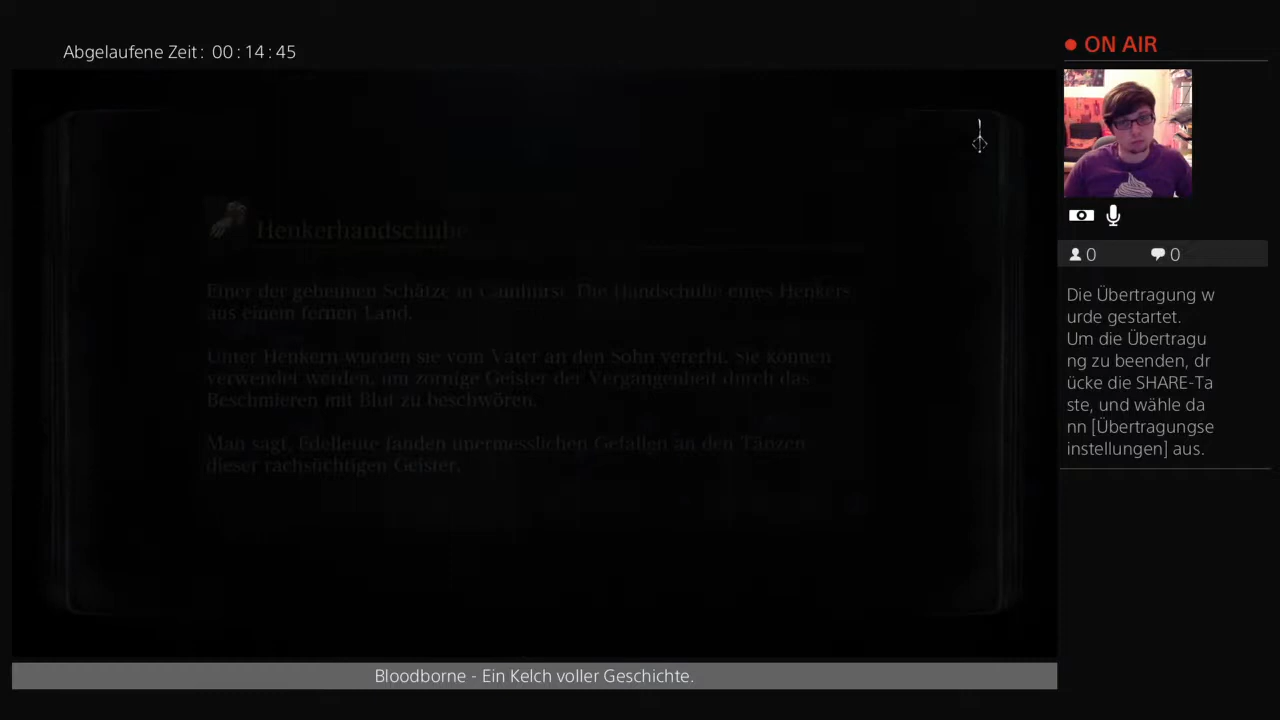 Abgelaufene Zeit: 00:14:45
ON AIR
0 0
Henkerhandschuhe
Einer der geheimen Schätze in Cainhurst. Die Handschuhe eines Henkers
aus einem fernen Land.
Unter Henkern wurden sie vom Vater an den Sohn vererbt. Sie können
verwendet werden, um zornige Geister der Vergangenheit durch das
Beschmieren mit Blut zu beschwören.
Man sagt, Edelleute fanden unermesslichen Gefallen an den Tänzen
dieser rachsüchtigen Geister.
Die Übertragung w
urde gestartet.
Um die Übertragu
ng zu beenden, dr
ücke die SHARE-Ta
ste, und wähle da
nn [Übertragungse
instellungen] aus.
Bloodborne - Ein Kelch voller Geschichte.